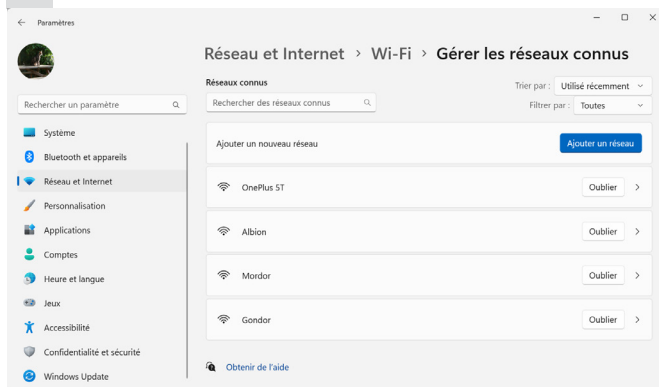 Paramètres
Réseau et Internet > Wi-Fi > Gérer les réseaux connus
Réseaux connus
Trier par : Utilisé récemment
Rechercher un paramètre
Rechercher des réseaux connus
Filtrer par : Toutes
Système
Bluetooth et appareils
Réseau et Internet
Personnalisation
Applications
Comptes
Heure et langue
Jeux
Accessibilité
Confidentialité et sécurité
Windows Update
Ajouter un nouveau réseau
Ajouter un réseau
OnePlus 5T
Oublier
Albion
Oublier
Mordor
Oublier
Gondor
Oublier
Obtenir de l'aide